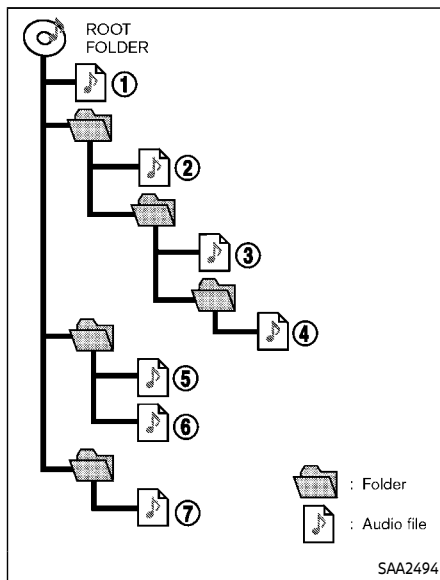 ROOT
FOLDER
①
②
③
④
⑤
⑥
⑦
: Folder
: Audio file
SAA2494